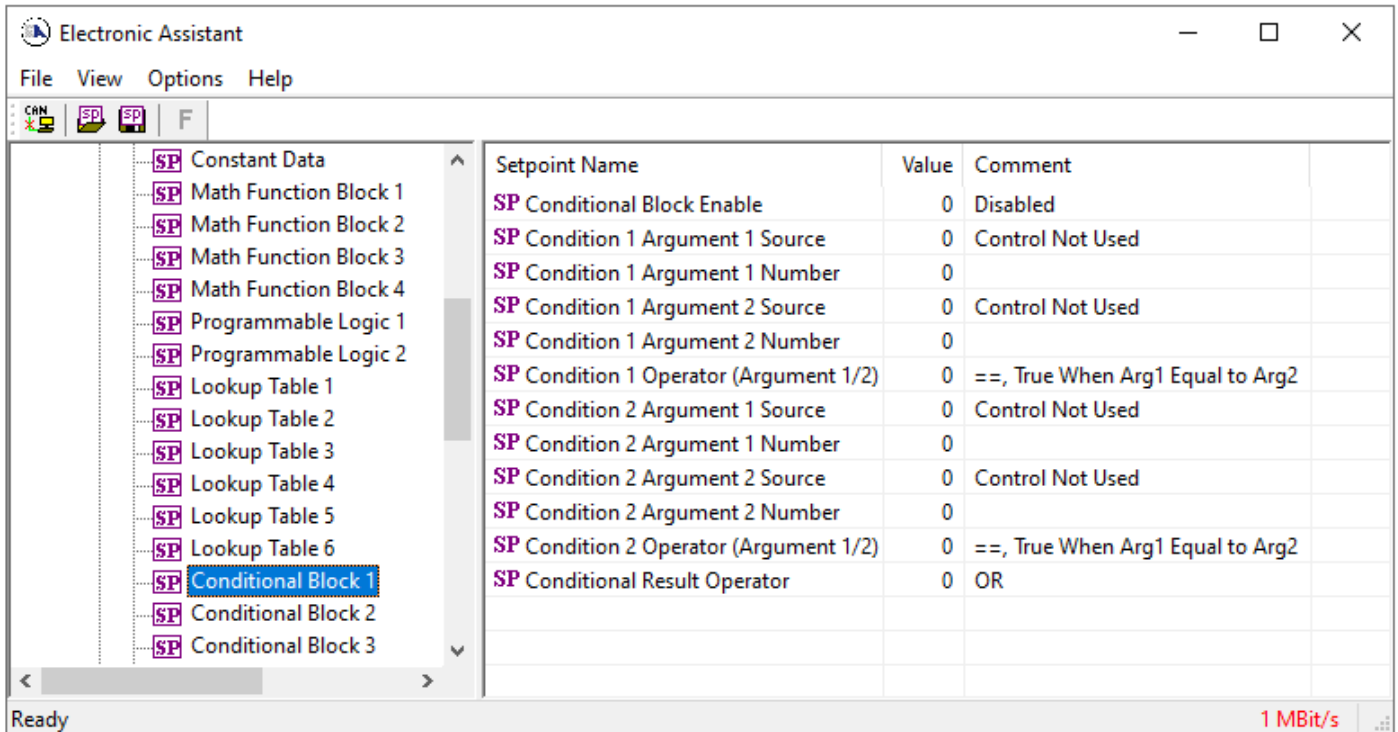 Electronic Assistant
File View Options Help
CAN SP SP F
SP Constant Data
SP Math Function Block 1
SP Math Function Block 2
SP Math Function Block 3
SP Math Function Block 4
SP Programmable Logic 1
SP Programmable Logic 2
SP Lookup Table 1
SP Lookup Table 2
SP Lookup Table 3
SP Lookup Table 4
SP Lookup Table 5
SP Lookup Table 6
SP Conditional Block 1
SP Conditional Block 2
SP Conditional Block 3
Setpoint Name Value Comment
SP Conditional Block Enable 0 Disabled
SP Condition 1 Argument 1 Source 0 Control Not Used
SP Condition 1 Argument 1 Number 0
SP Condition 1 Argument 2 Source 0 Control Not Used
SP Condition 1 Argument 2 Number 0
SP Condition 1 Operator (Argument 1/2) 0 ==, True When Arg1 Equal to Arg2
SP Condition 2 Argument 1 Source 0 Control Not Used
SP Condition 2 Argument 1 Number 0
SP Condition 2 Argument 2 Source 0 Control Not Used
SP Condition 2 Argument 2 Number 0
SP Condition 2 Operator (Argument 1/2) 0 ==, True When Arg1 Equal to Arg2
SP Conditional Result Operator 0 OR
Ready 1 MBit/s